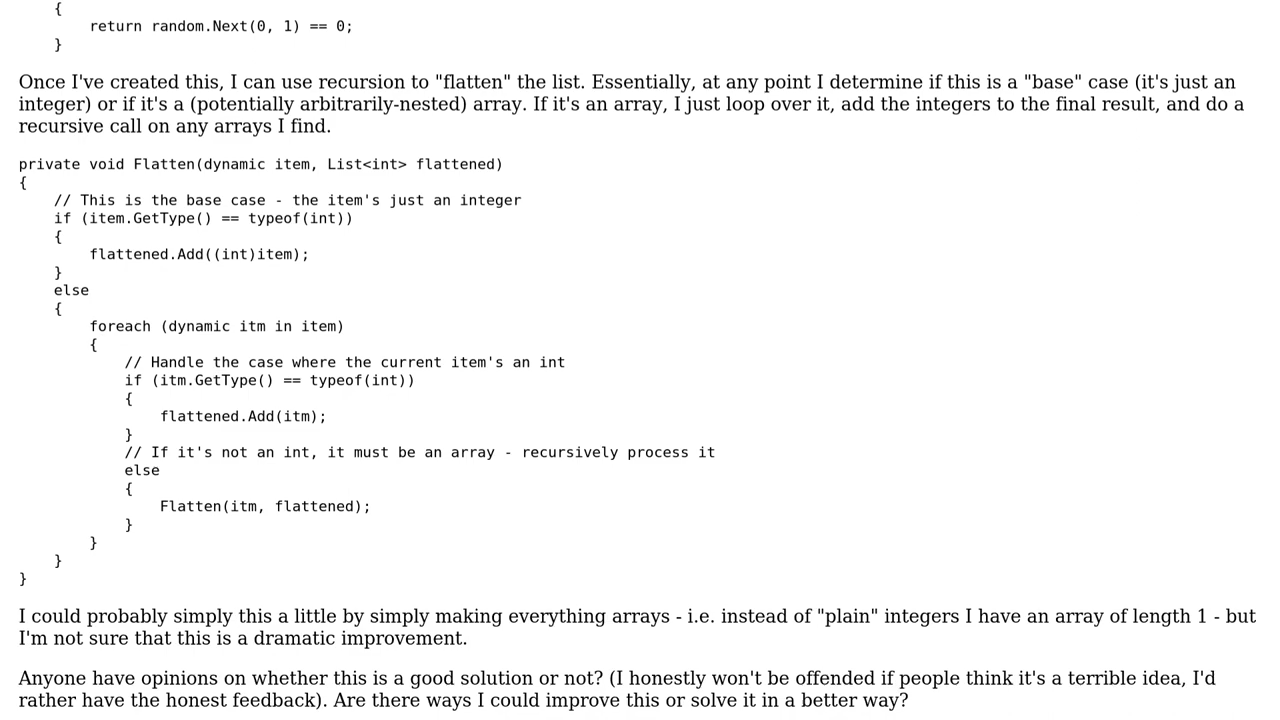 {
return random.Next(0, 1) == 0;
}
Once I've created this, I can use recursion to "flatten" the list. Essentially, at any point I determine if this is a "base" case (it's just an
integer) or if it's a (potentially arbitrarily-nested) array. If it's an array, I just loop over it, add the integers to the final result, and do a
recursive call on any arrays I find.
private void Flatten(dynamic item, List<int> flattened)
{
// This is the base case - the item's just an integer
if (item.GetType() == typeof(int))
{
flattened.Add((int)item);
}
else
{
foreach (dynamic itm in item)
{
// Handle the case where the current item's an int
if (itm.GetType() == typeof(int))
{
flattened.Add(itm);
}
// If it's not an int, it must be an array - recursively process it
else
{
Flatten(itm, flattened);
}
}
}
}
I could probably simply this a little by simply making everything arrays - i.e. instead of "plain" integers I have an array of length 1 - but
I'm not sure that this is a dramatic improvement.
Anyone have opinions on whether this is a good solution or not? (I honestly won't be offended if people think it's a terrible idea, I'd
rather have the honest feedback). Are there ways I could improve this or solve it in a better way?